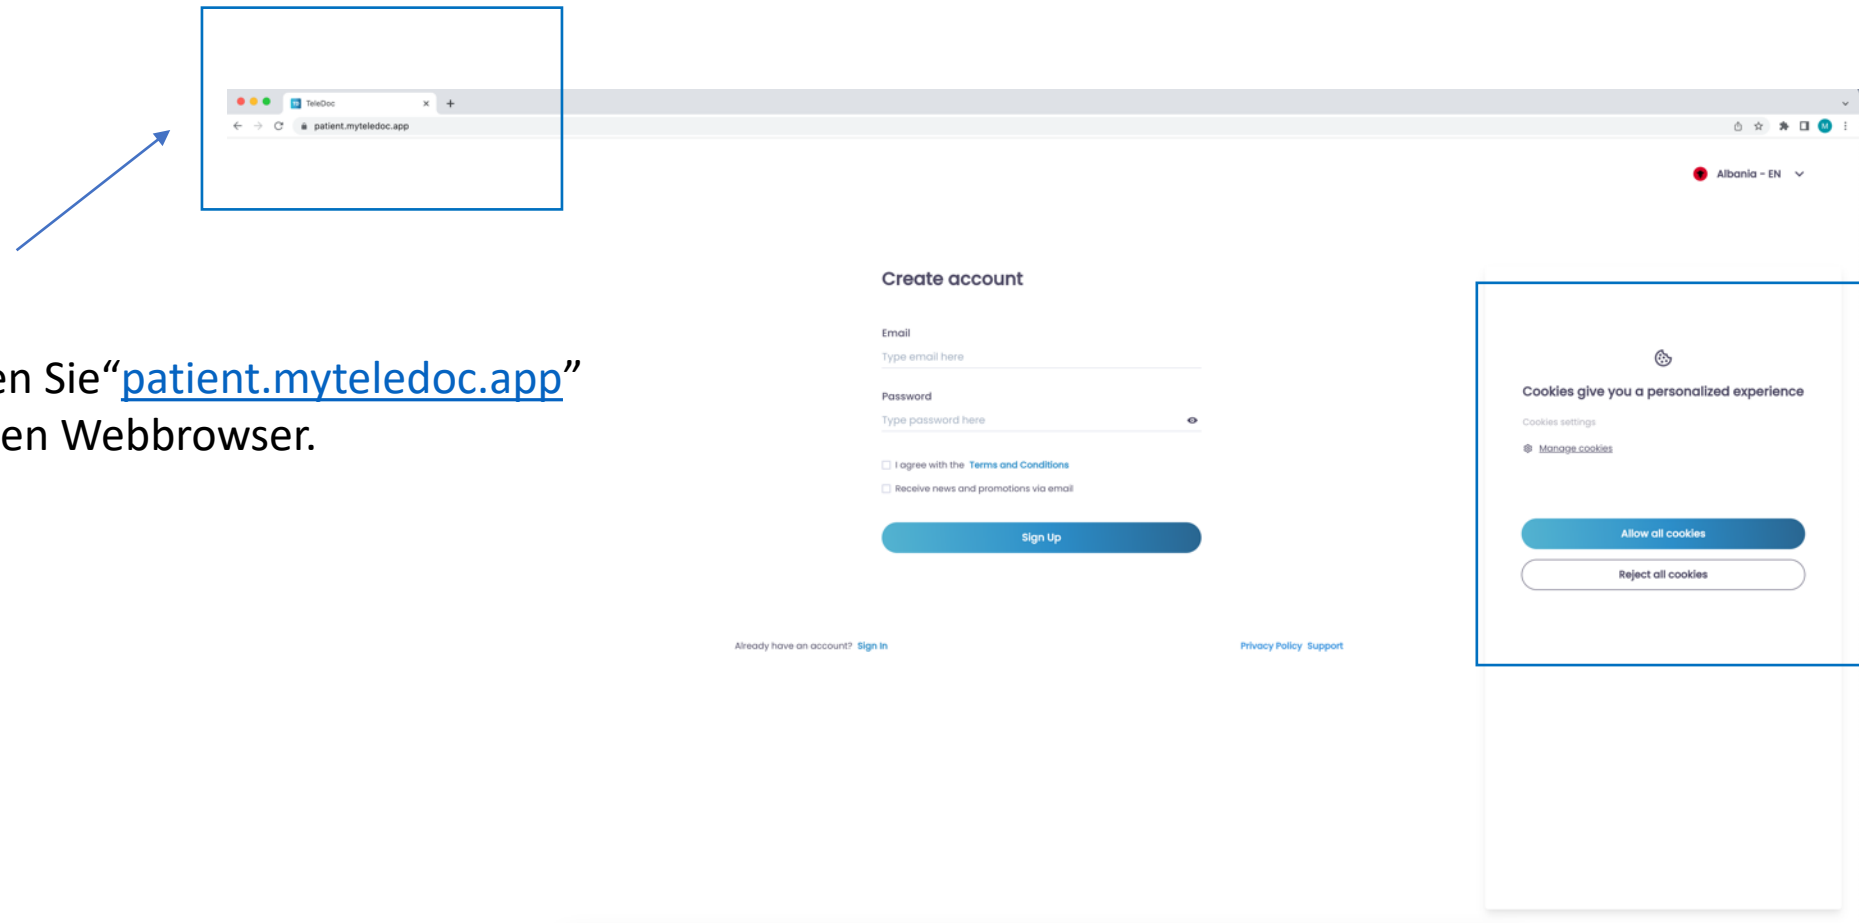 TeleDoc
patient.myteledoc.app
M
Albania - EN
Create account
Email
Type email here
Password
Type password here
I agree with the Terms and Conditions
Receive news and promotions via email
Sign Up
Already have an account? Sign In
Privacy Policy Support
en Sie“patient.myteledoc.app”
en Webbrowser.
Cookies give you a personalized experience
Cookies settings
Manage cookies
Allow all cookies
Reject all cookies